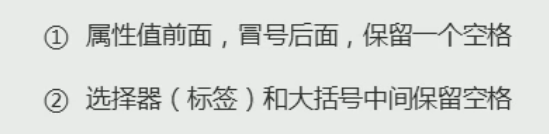 ① 属性值前面，冒号后面，保留一个空格
② 选择器（标签）和大括号中间保留空格